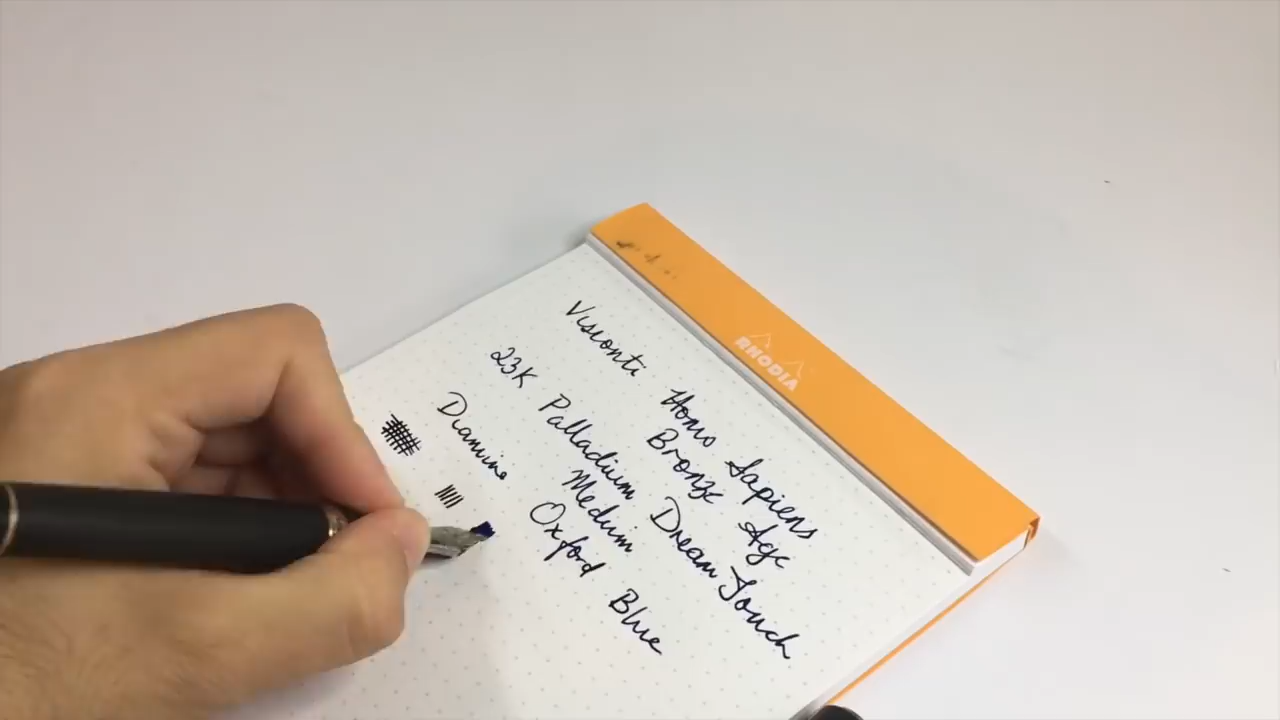 RHODIA
Visconti Homo Sapiens
Bronze Age
23K Palladium Dream Touch
Medium
Diamine Oxford Blue